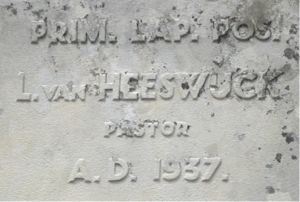 PRIM. LAP. POS.
L. VAN HEESWIJCK
PASTOR
A. D. 1937.